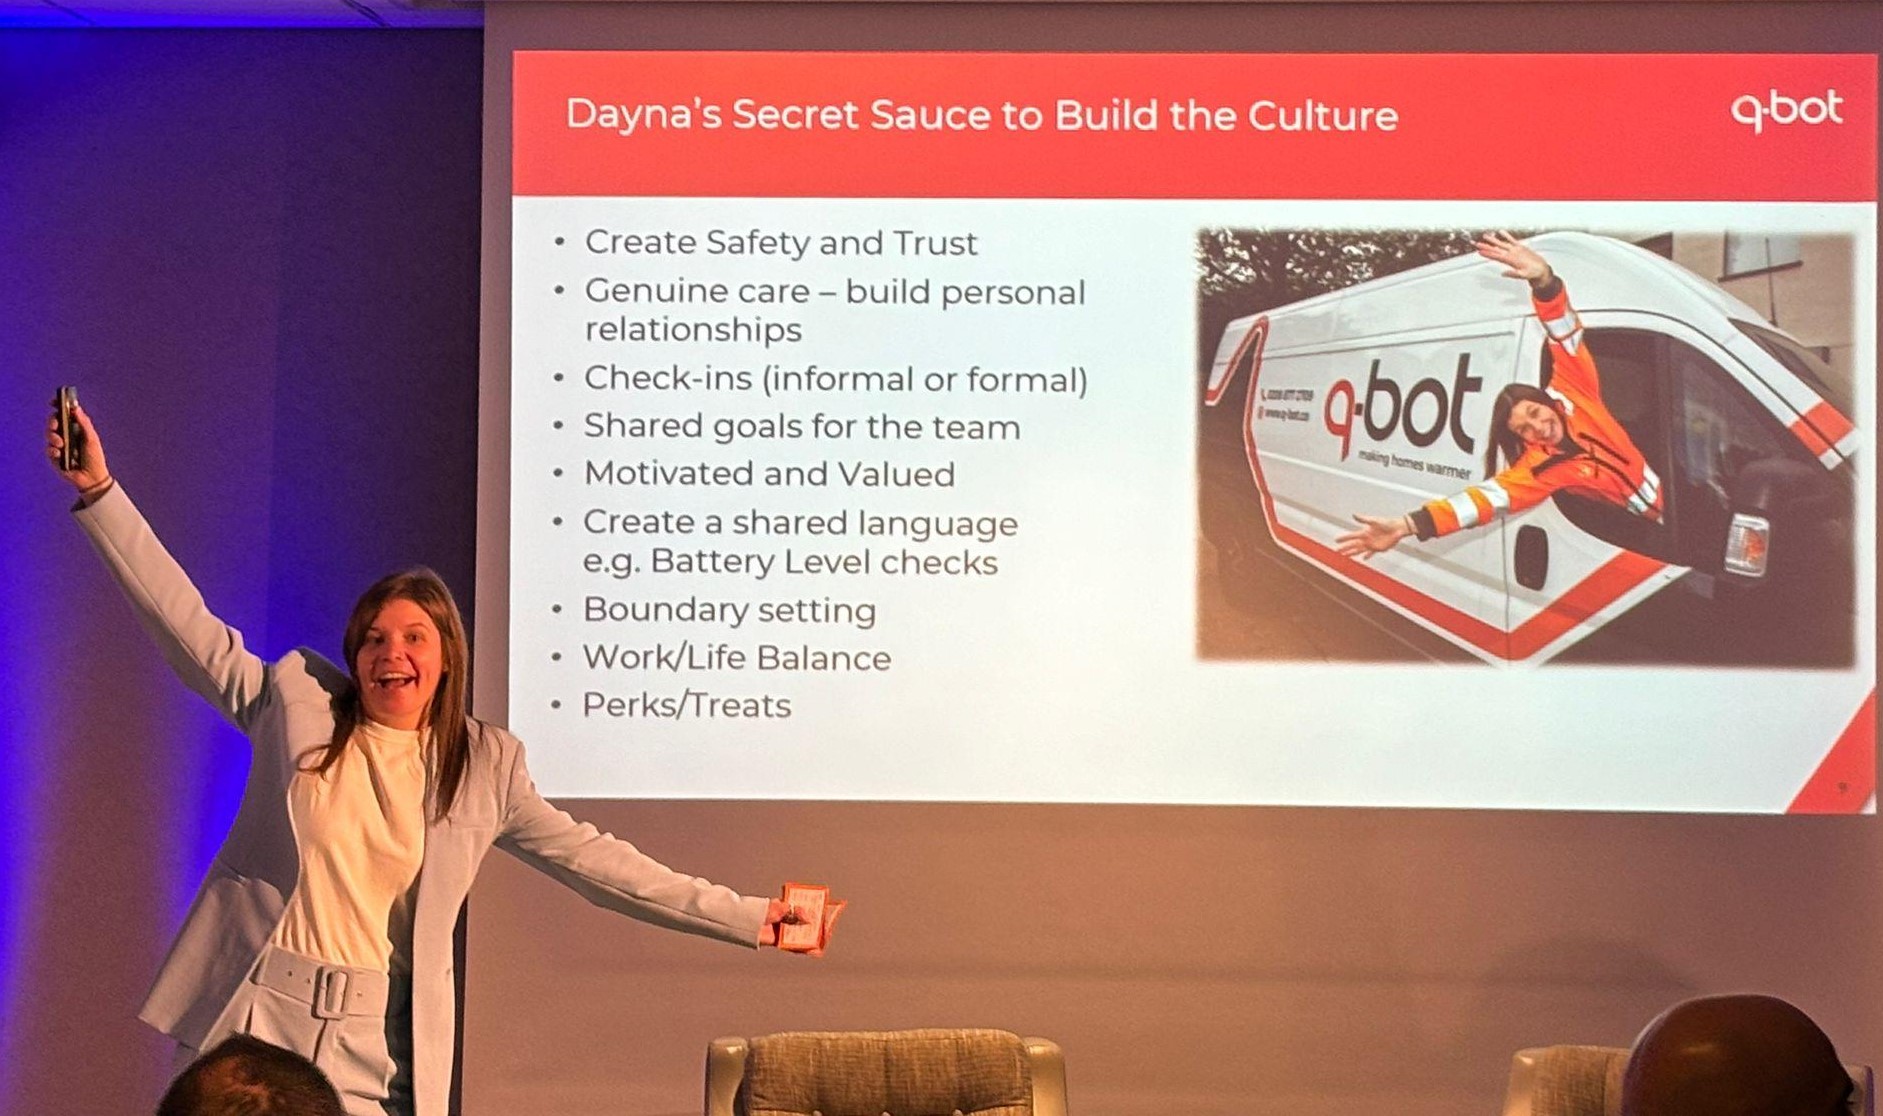 Dayna's Secret Sauce to Build the Culture
q-bot
• Create Safety and Trust
• Genuine care – build personal
relationships
• Check-ins (informal or formal)
• Shared goals for the team
• Motivated and Valued
• Create a shared language
e.g. Battery Level checks
• Boundary setting
• Work/Life Balance
• Perks/Treats
q-bot
making homes warmer
9